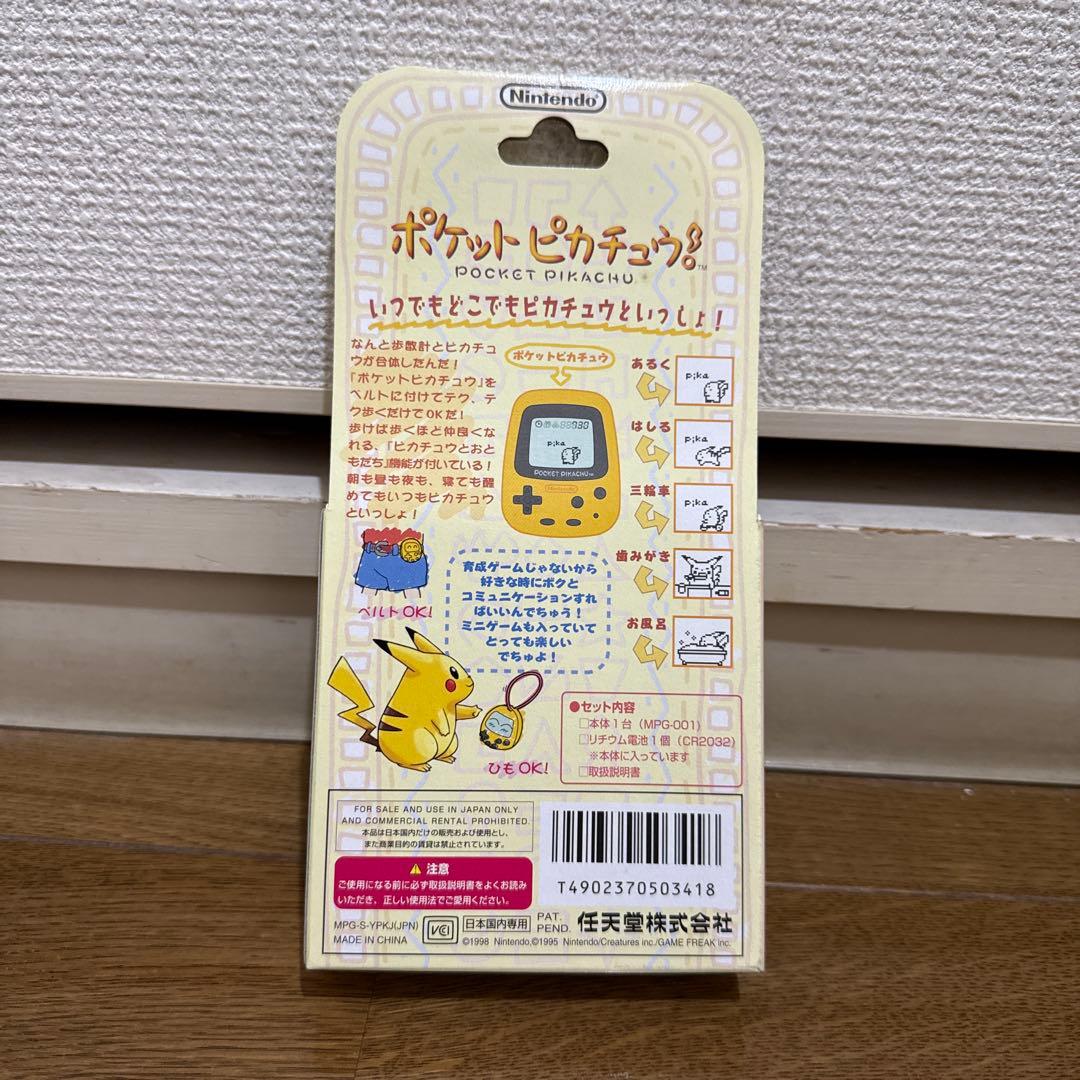 Nintendo
ポケットピカチュウ!
TM
POCKET PIKACHU
いつでもどこでもピカチュウといっしょ!
なんと歩散計とピカチュ
ウが合体したんだ!
「ポケットピカチュウ」を
ベルトに付けてテク、テ
ク歩くだけでOKだ!
歩けば歩くほど仲良くな
れる、「ピカチュウとおと
もだち」機能が付いている!
朝も昼も夜も、寝ても醒
めてもいつもピカチュウ
といっしょ!
ベルトOK!
ポケットピカチュウ
pika
POCKET PIKACHU TM
Nintendo
あるく
pika
はしる
pika
三輪車
pika
歯みがき
お風呂
育成ゲームじゃないから
好きな時にボクと
コミュニケーションすれ
ばいいんでちゅう!
ミニゲームも入っていて
とっても楽しい
でちゅよ!
ひもOK!
●セット内容
□本体1台(MPG-001)
□リチウム電池1個(CR2032)
※本体に入っています
□取扱説明書
FOR SALE AND USE IN JAPAN ONLY
AND COMMERCIAL RENTAL PROHIBITED.
本品は日本国内だけの販売および使用とし、
また商業目的の賃貸は禁止されています。
注意
ご使用になる前に必ず取扱説明書をよくお読み
いただき、正しい使用法でご愛用ください。
T4902370503418
MPG-S-YPKJ(JPN)
MADE IN CHINA
VCI
日本国内専用
PAT.
PEND.
任天堂株式会社
©1998 Nintendo,©1995 Nintendo/Creatures inc./GAME FREAK inc.